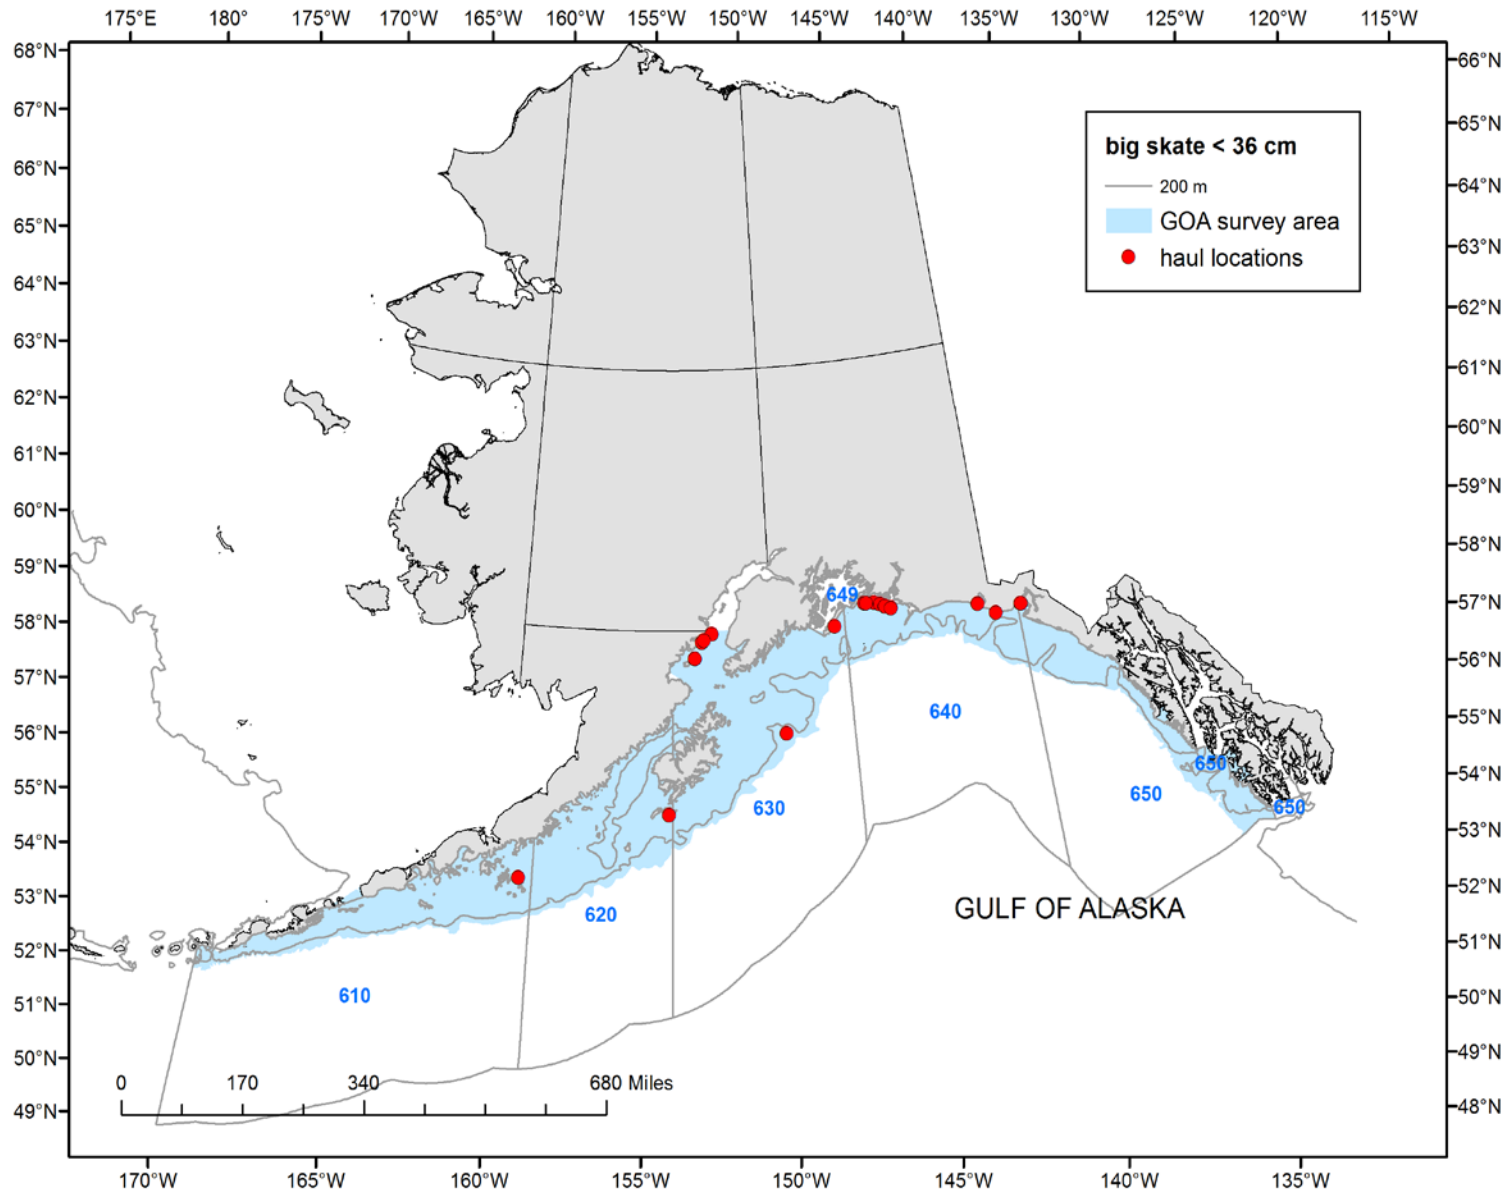 175°E 180° 175°W 170°W 165°W 160°W 155°W 150°W 145°W 140°W 135°W 130°W 125°W 120°W 115°W
68°N
67°N
66°N
65°N
64°N
63°N
62°N
61°N
60°N
59°N
58°N
57°N
56°N
55°N
54°N
53°N
52°N
51°N
50°N
49°N
66°N
65°N
64°N
63°N
62°N
61°N
60°N
59°N
58°N
57°N
56°N
55°N
54°N
53°N
52°N
51°N
50°N
49°N
48°N
big skate < 36 cm
200 m
GOA survey area
haul locations
649
640
650
650
650
630
620
610
GULF OF ALASKA
0 170 340 680 Miles
170°W 165°W 160°W 155°W 150°W 145°W 140°W 135°W